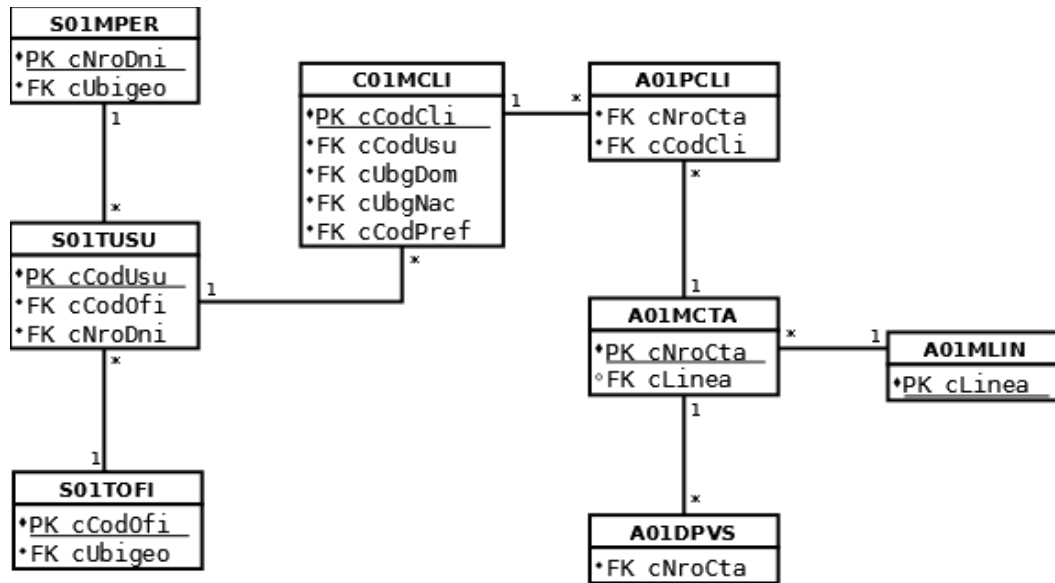 S01MPER
PK cNroDni
FK cUbigeo
1
*
S01TUSU
PK cCodUsu
FK cCodOfi
FK cNroDni
1
*
1
S01TOFI
PK cCodOfi
FK cUbigeo
C01MCLI
PK cCodCli
FK cCodUsu
FK cUbgDom
FK cUbgNac
FK cCodPref
*
1
*
A01PCLI
FK cNroCta
FK cCodCli
*
1
A01MCTA
PK cNroCta
FK cLinea
*
1
A01MLIN
PK cLinea
1
*
A01DPVS
FK cNroCta